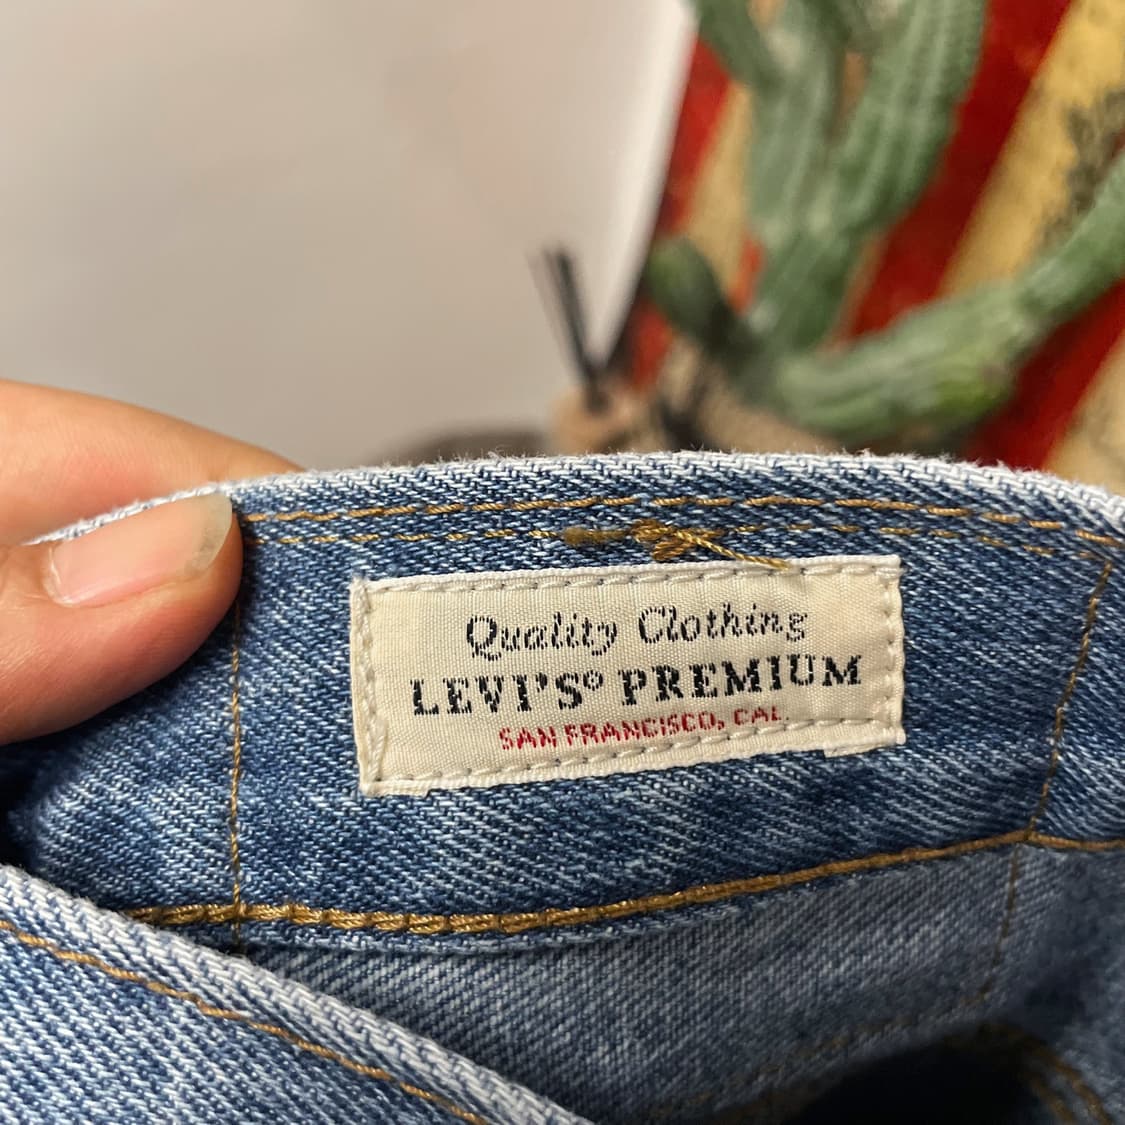 Quality Clothing
LEVI'S® PREMIUM
SAN FRANCISCO, CAL.